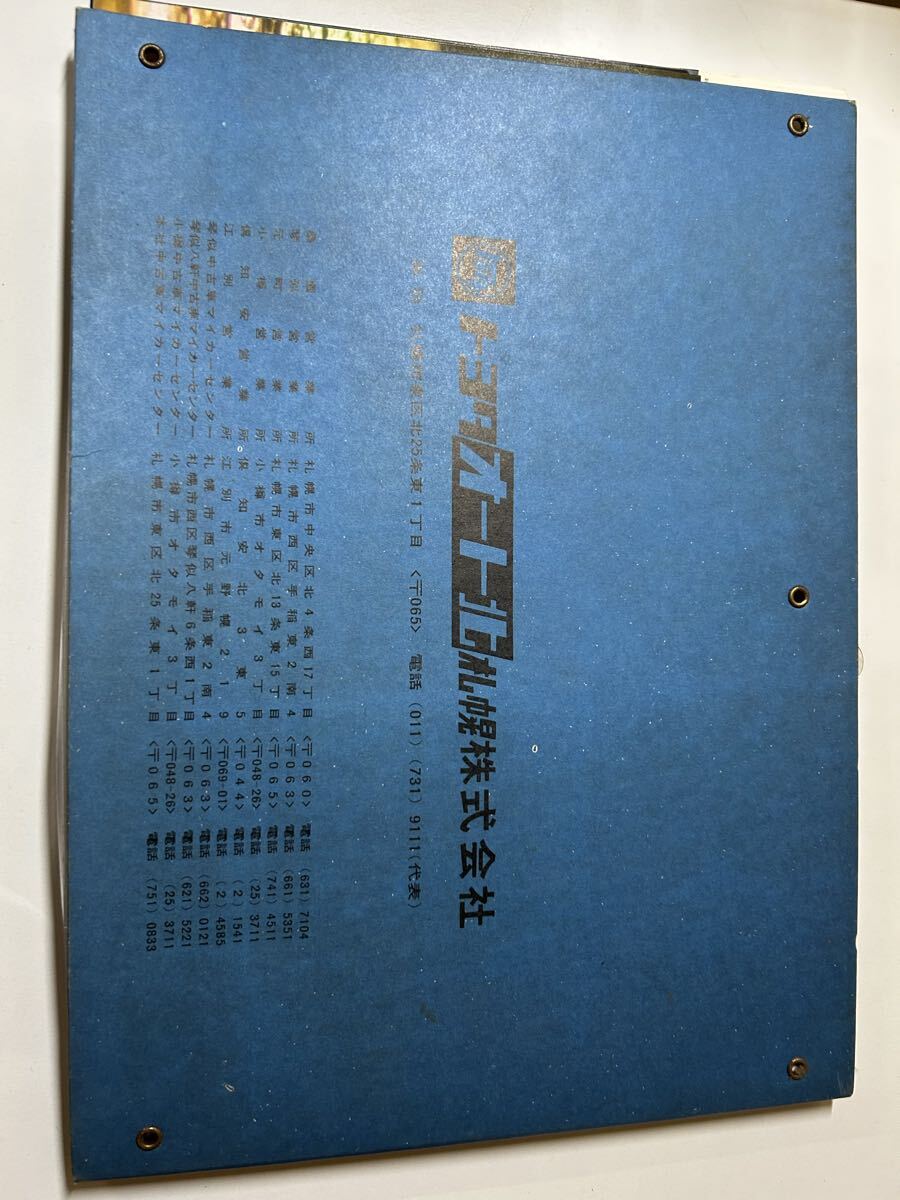 トヨタオート北札幌株式会社
本社 札幌市東区北25条東1丁目 <〒065> 電話 (011) (731) 9111(代表)
桑園営業所 札幌市中央区北4条西17丁目 <〒060> 電話 (631) 7104
営業所 札幌市西区手稲東2南4 <〒063> 電話 (661) 5351
元町営業所 札幌市東区北13条東15丁目 <〒065> 電話 (741) 4511
小樽営業所 小樽市オタモイ3丁目 <〒048-26> 電話 (25) 3711
倶知安営業所 倶知安北3東5 <〒044> 電話 (2) 1541
江別営業所 江別市元野幌219 <〒069-01> 電話 (2) 4585
琴似中古車マイカーセンター 札幌市西区手稲東2南4 <〒063> 電話 (662) 0121
琴似八軒中古車マイカーセンター 札幌市西区琴似八軒6条西1丁目 <〒063> 電話 (621) 5221
小樽中古車マイカーセンター 小樽市オタモイ3丁目 <〒048-26> 電話 (25) 3711
本社中古車マイカーセンター 札幌市東区北25条東1丁目 <〒065> 電話 (751) 0833